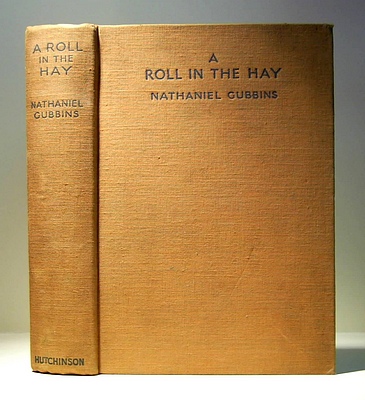 A ROLL
IN THE
HAY
NATHANIEL
GUBBINS
HUTCHINSON
A
ROLL IN THE HAY
NATHANIEL GUBBINS